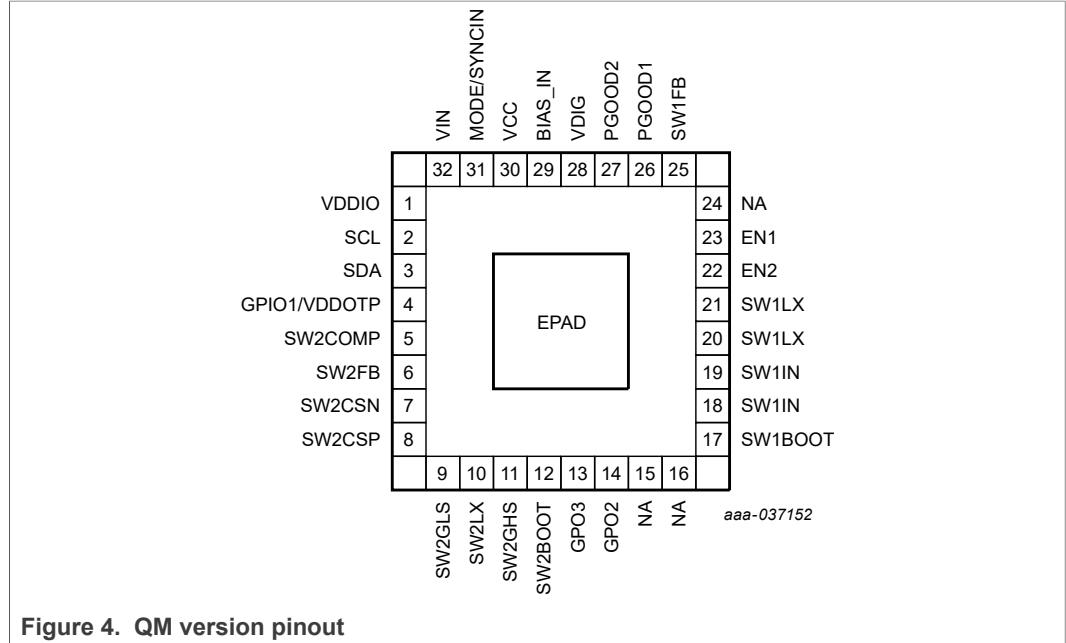 VIN
MODE/SYNCIN
VCC
BIAS_IN
VDIG
PGOOD2
PGOOD1
SW1FB
32 31 30 29 28 27 26 25
VDDIO 1
SCL 2
SDA 3
GPIO1/VDDOTP 4
SW2COMP 5
SW2FB 6
SW2CSN 7
SW2CSP 8
EPAD
24 NA
23 EN1
22 EN2
21 SW1LX
20 SW1LX
19 SW1IN
18 SW1IN
17 SW1BOOT
9 10 11 12 13 14 15 16
SW2GLS
SW2LX
SW2GHS
SW2BOOT
GPO3
GPO2
NA
NA
aaa-037152
Figure 4. QM version pinout